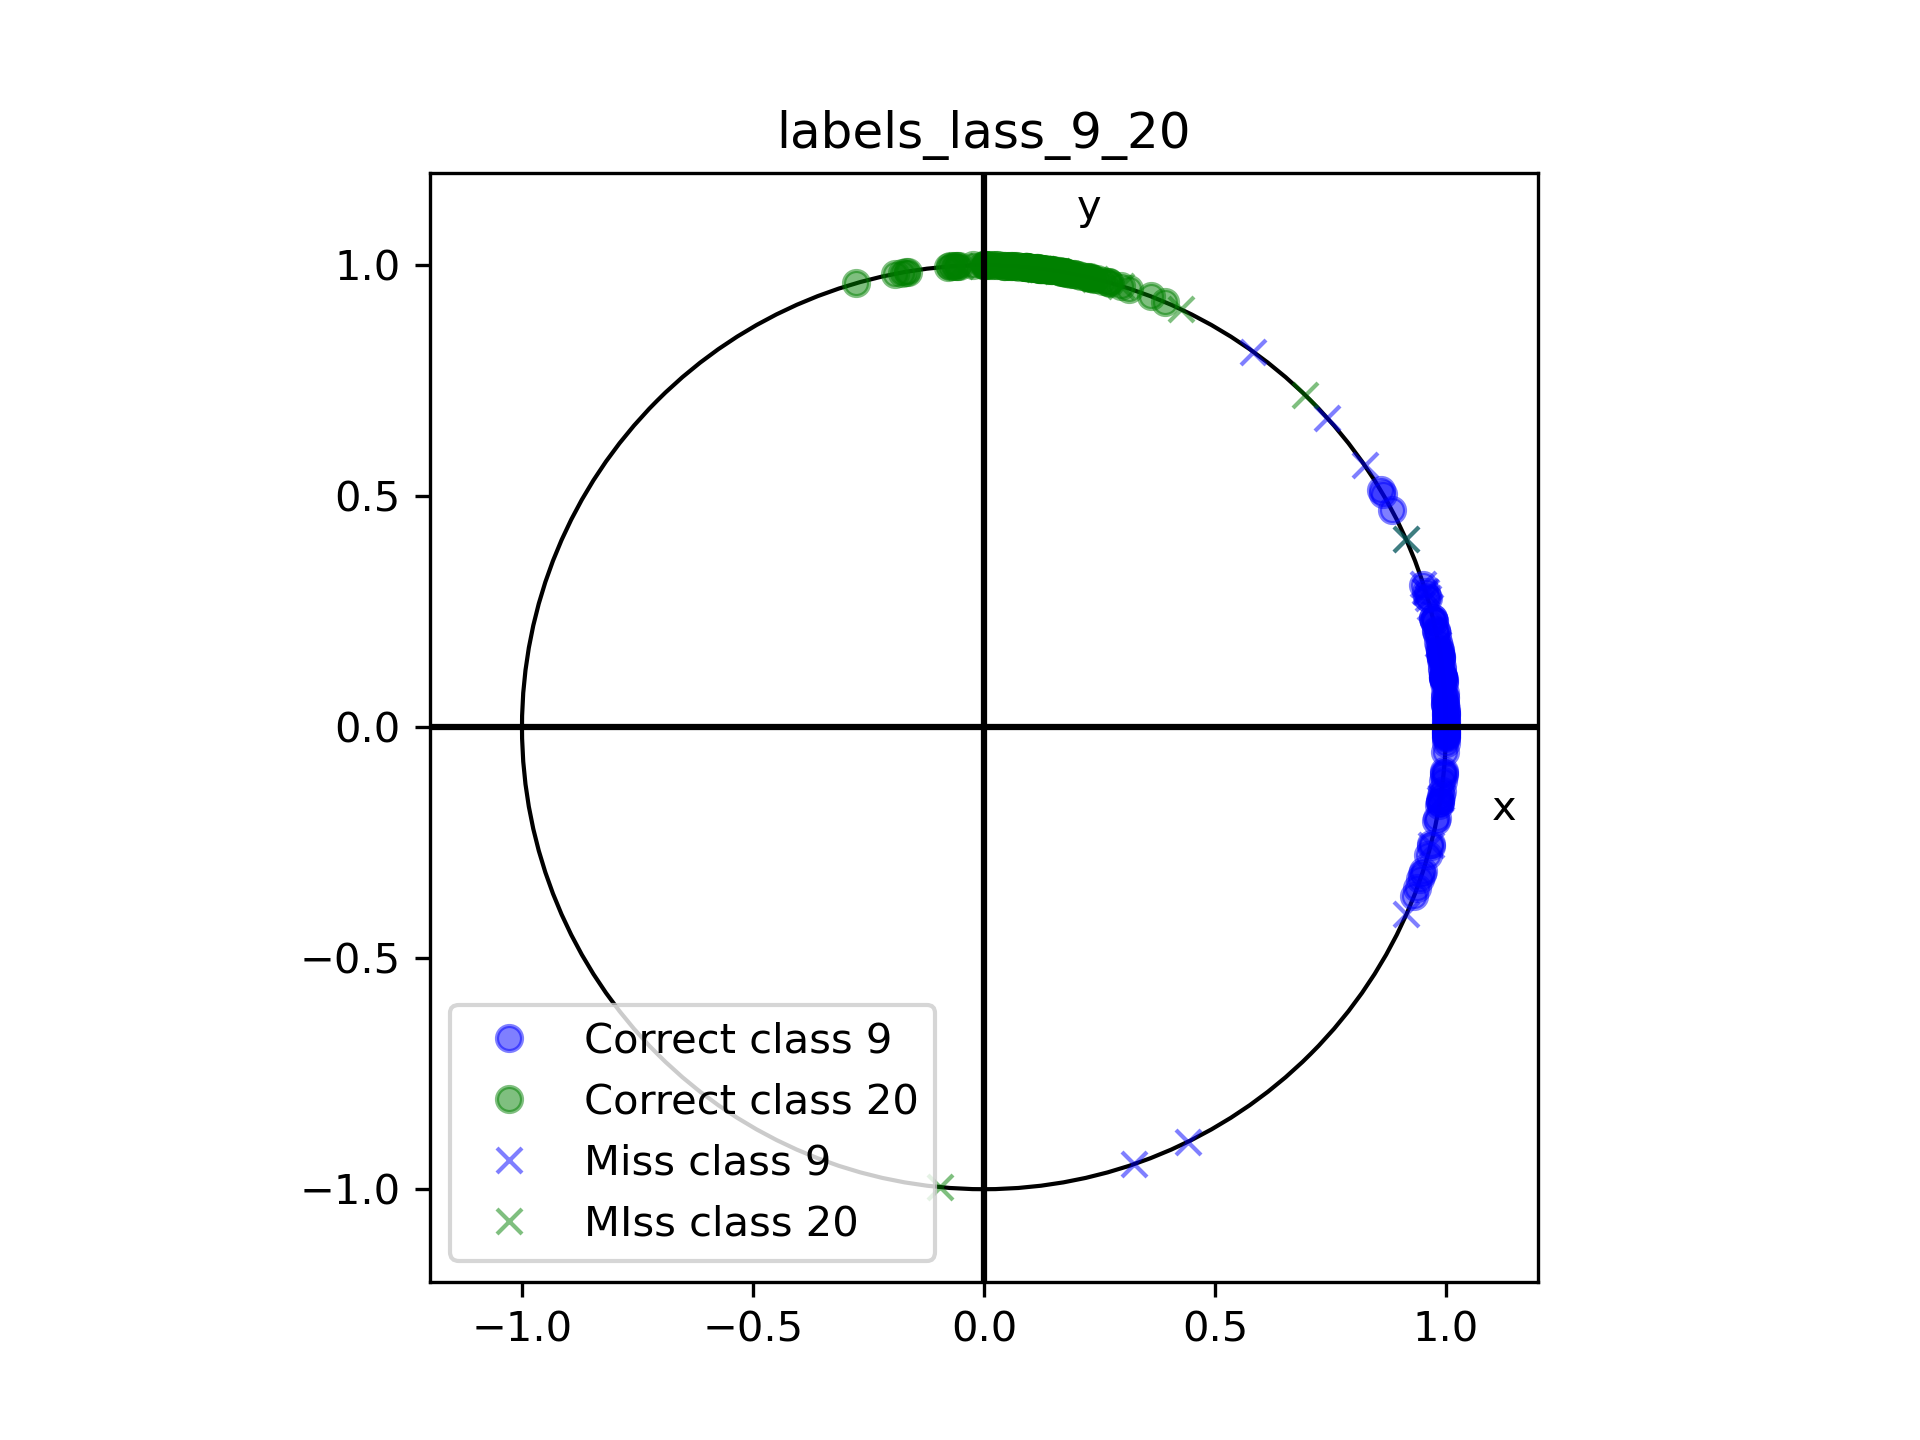 labels_lass_9_20
y
1.0
0.5
0.0
x
−0.5
−1.0
Correct class 9
Correct class 20
Miss class 9
MIss class 20
−1.0 −0.5 0.0 0.5 1.0